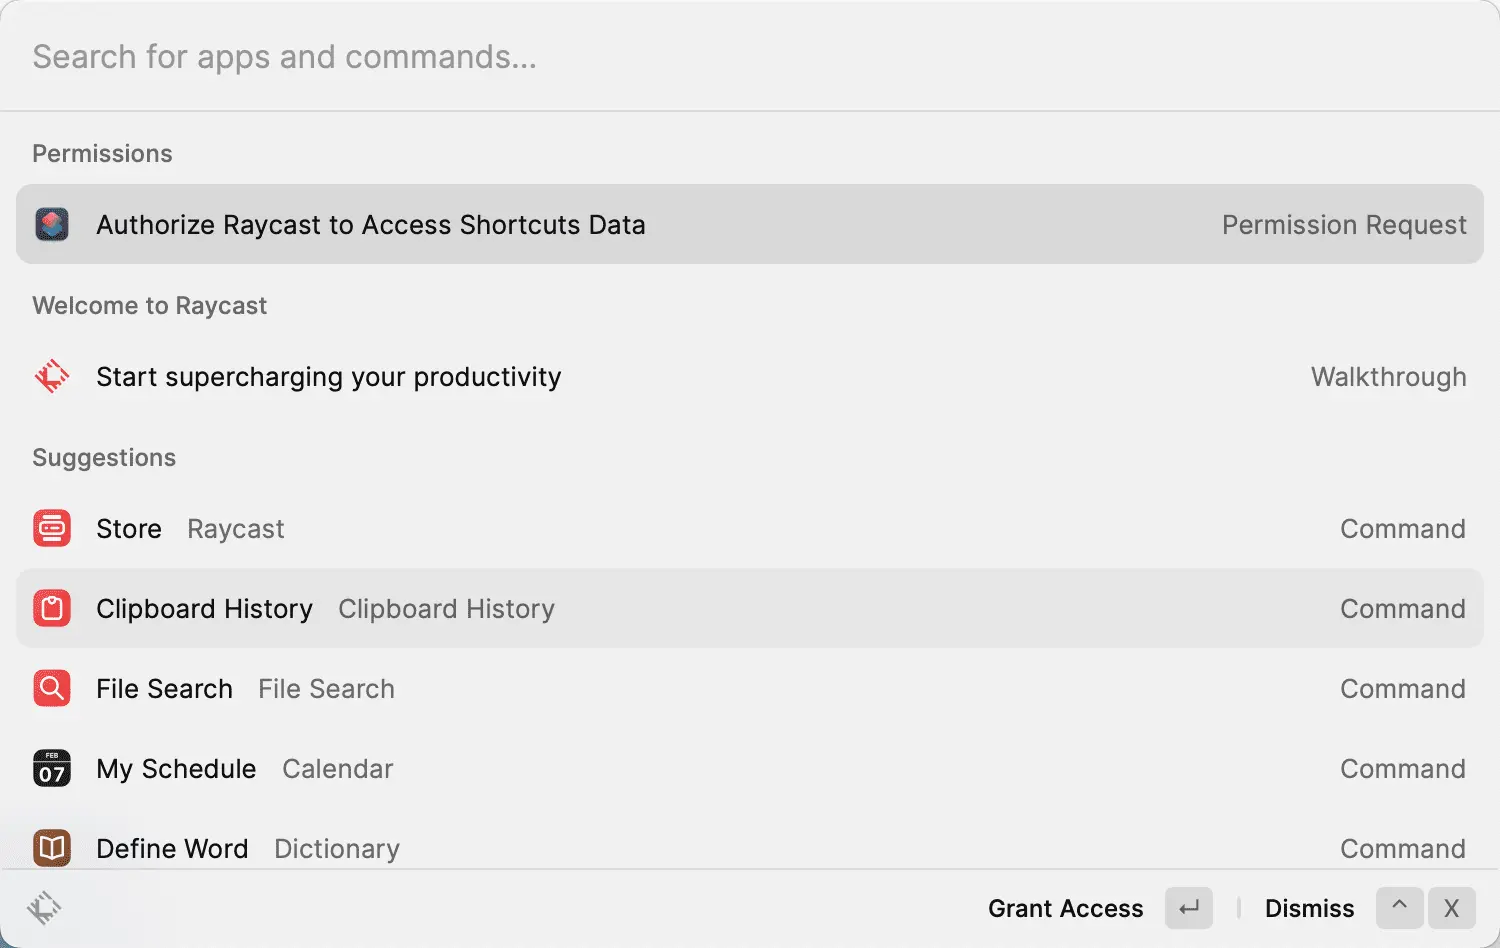 Search for apps and commands...
Permissions
Authorize Raycast to Access Shortcuts Data Permission Request
Welcome to Raycast
Start supercharging your productivity Walkthrough
Suggestions
Store Raycast Command
Clipboard History Clipboard History Command
File Search File Search Command
FEB
07 My Schedule Calendar Command
Define Word Dictionary Command
Grant Access ↵ | Dismiss ^ X